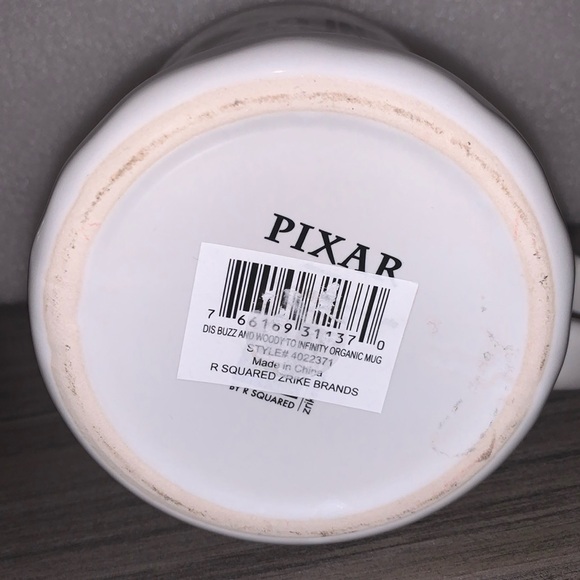 PIXAR
7 66169 31137 0
DIS BUZZ AND WOODY TO INFINITY ORGANIC MUG
STYLE# 4022371
Made in China
R SQUARED ZRIKE BRANDS
BY R SQUARED